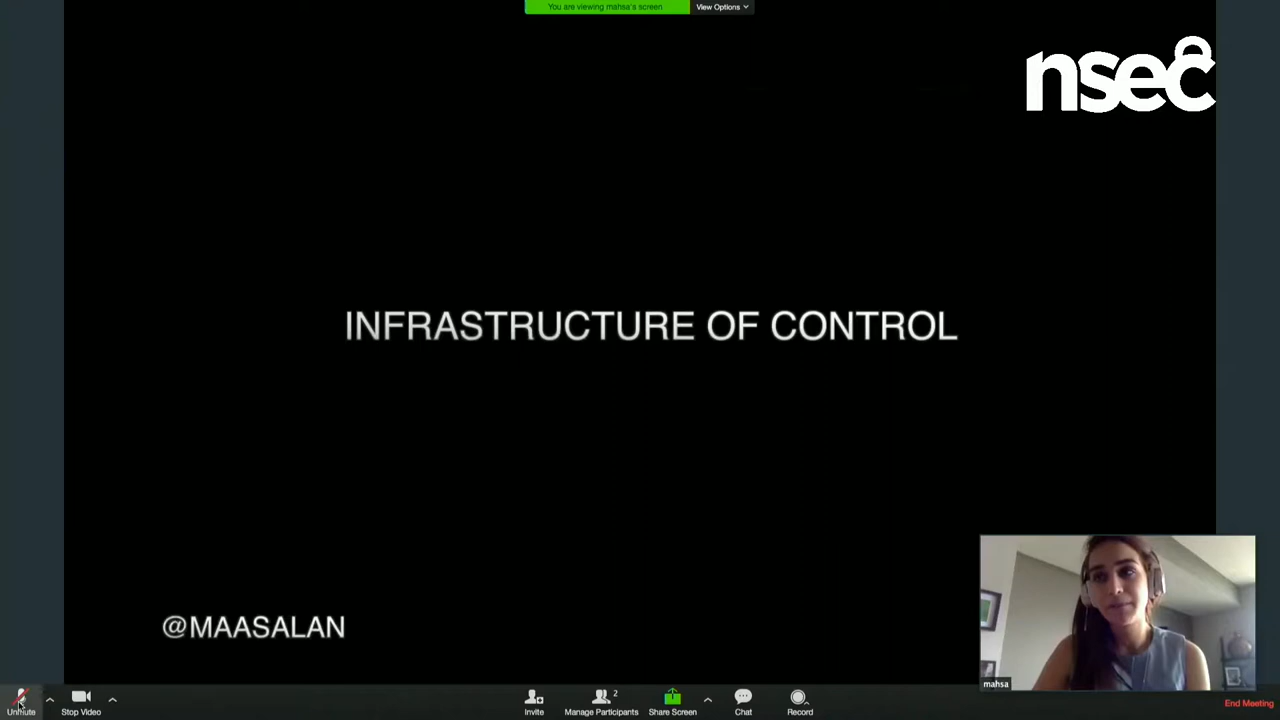 You are viewing mahsa's screen
View Options
nsec
INFRASTRUCTURE OF CONTROL
@MAASALAN
mahsa
Unmute
Stop Video
Invite
2
Manage Participants
Share Screen
Chat
Record
End Meeting